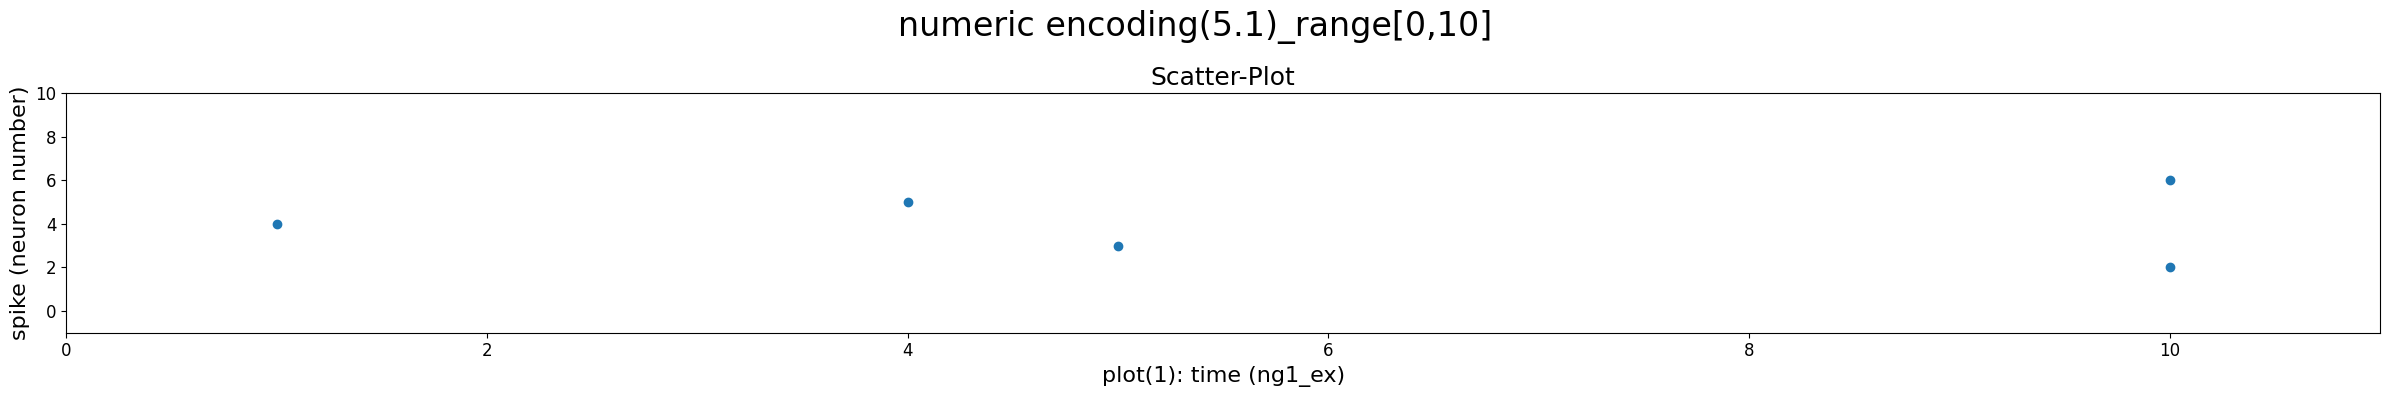 numeric encoding(5.1)_range[0,10]
Scatter-Plot
spike (neuron number)
10
8
6
4
2
0
0 2 4 6 8 10
plot(1): time (ng1_ex)